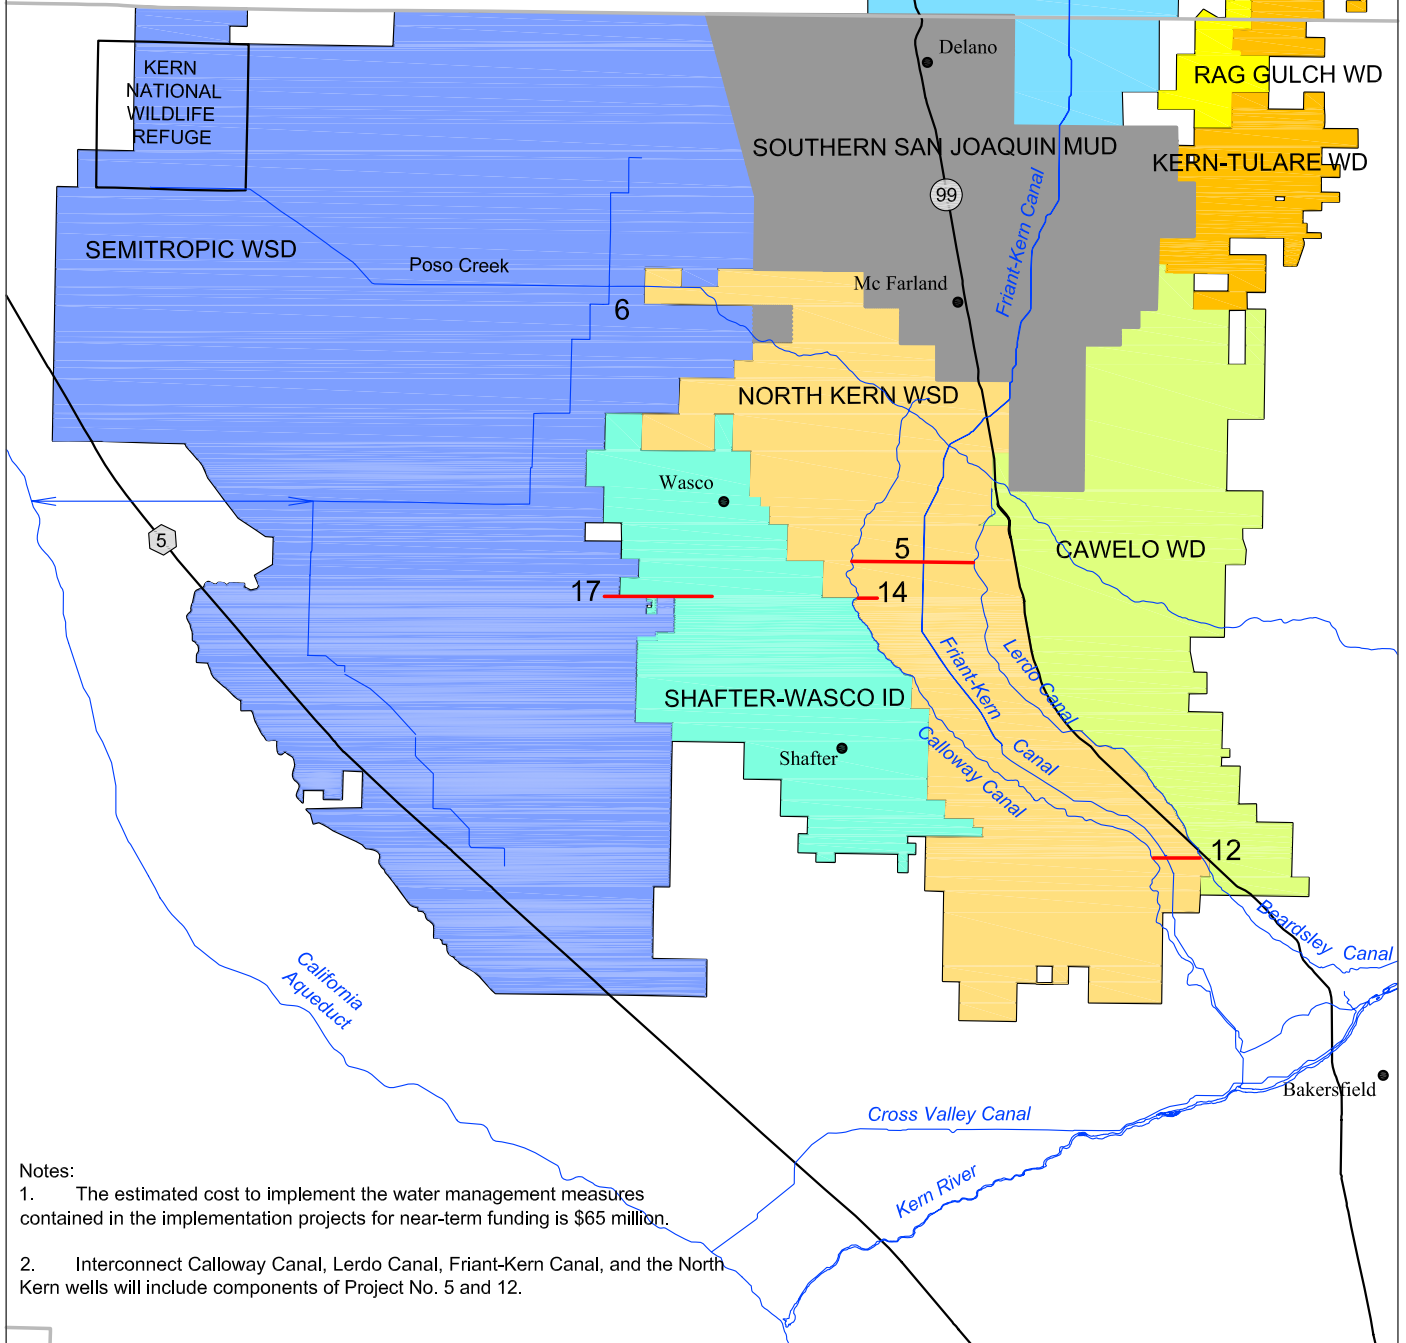 Delano
KERN
NATIONAL
WILDLIFE
REFUGE
RAG GULCH WD
SOUTHERN SAN JOAQUIN MUD
KERN-TULARE WD
99
Friant-Kern Canal
SEMITROPIC WSD
Poso Creek
Mc Farland
6
NORTH KERN WSD
Wasco
5
5
CAWELO WD
17
14
Friant-Kern
Canal
Lerdo Canal
SHAFTER-WASCO ID
Shafter
Calloway Canal
12
Beardsley Canal
California
Aqueduct
Bakersfield
Cross Valley Canal
Kern River
Notes:
1. The estimated cost to implement the water management measures
contained in the implementation projects for near-term funding is $65 million.
2. Interconnect Calloway Canal, Lerdo Canal, Friant-Kern Canal, and the North
Kern wells will include components of Project No. 5 and 12.